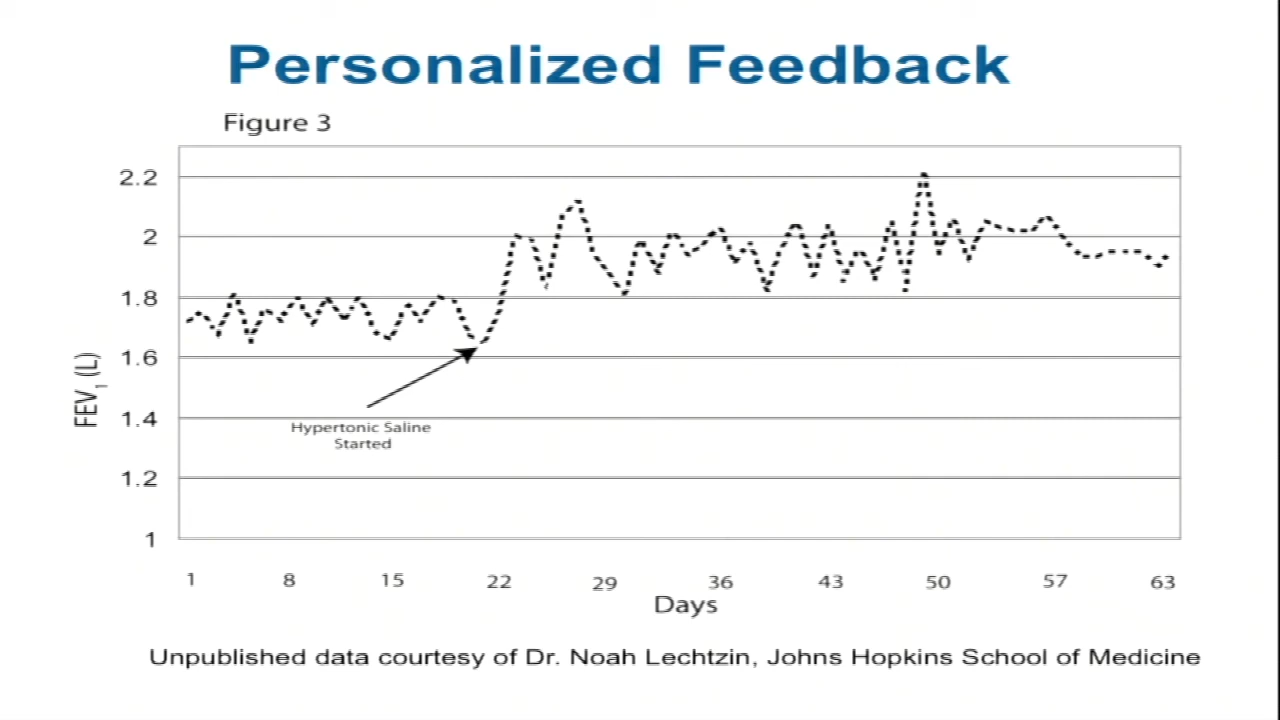 Personalized Feedback
Figure 3
2.2
2
1.8
1.6
1.4
1.2
1
FEV1 (L)
Hypertonic Saline
Started
1 8 15 22 29 36 43 50 57 63
Days
Unpublished data courtesy of Dr. Noah Lechtzin, Johns Hopkins School of Medicine